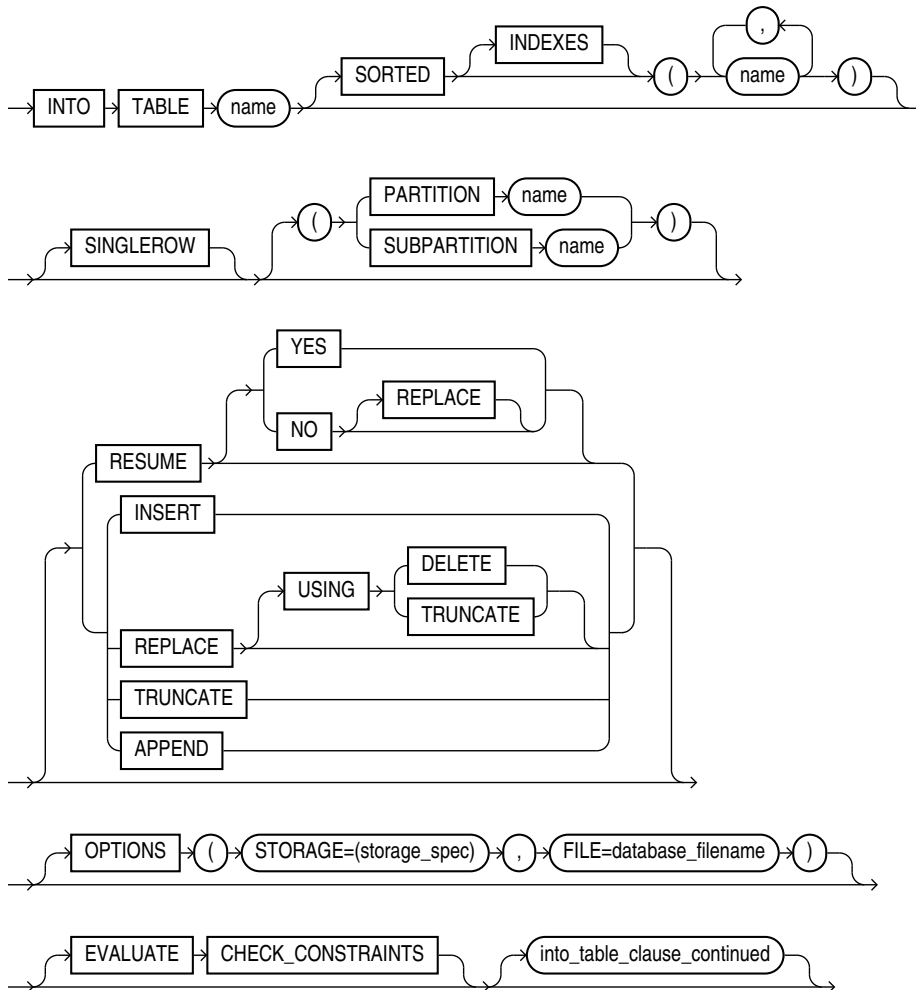 INDEXES ,
SORTED ( name )
INTO TABLE name
PARTITION name
SINGLEROW ( )
SUBPARTITION name
YES
REPLACE
NO
RESUME
INSERT
DELETE
USING
TRUNCATE
REPLACE
TRUNCATE
APPEND
OPTIONS ( STORAGE=(storage_spec) , FILE=database_filename )
EVALUATE CHECK_CONSTRAINTS into_table_clause_continued